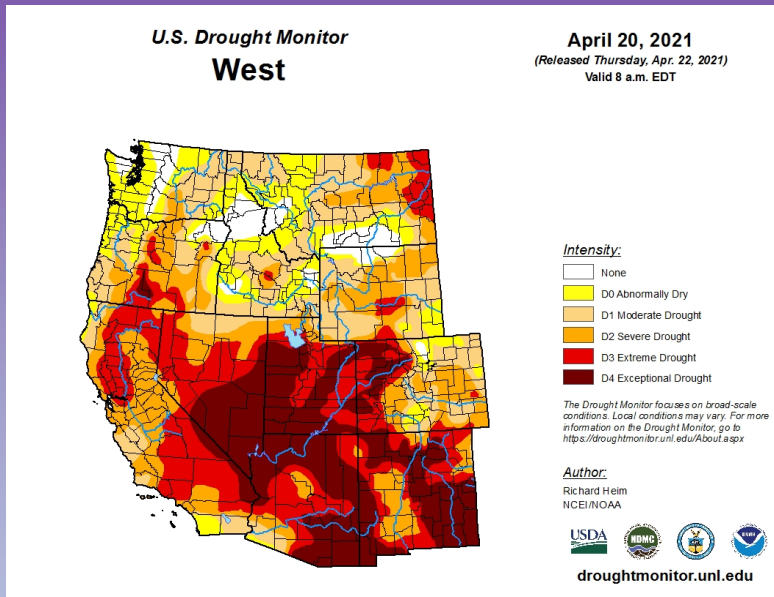 U.S. Drought Monitor
West
April 20, 2021
(Released Thursday, Apr. 22, 2021)
Valid 8 a.m. EDT
Intensity:
None
D0 Abnormally Dry
D1 Moderate Drought
D2 Severe Drought
D3 Extreme Drought
D4 Exceptional Drought
The Drought Monitor focuses on broad-scale
conditions. Local conditions may vary. For more
information on the Drought Monitor, go to
https://droughtmonitor.unl.edu/About.aspx
Author:
Richard Heim
NCEI/NOAA
USDA
NDMC
droughtmonitor.unl.edu